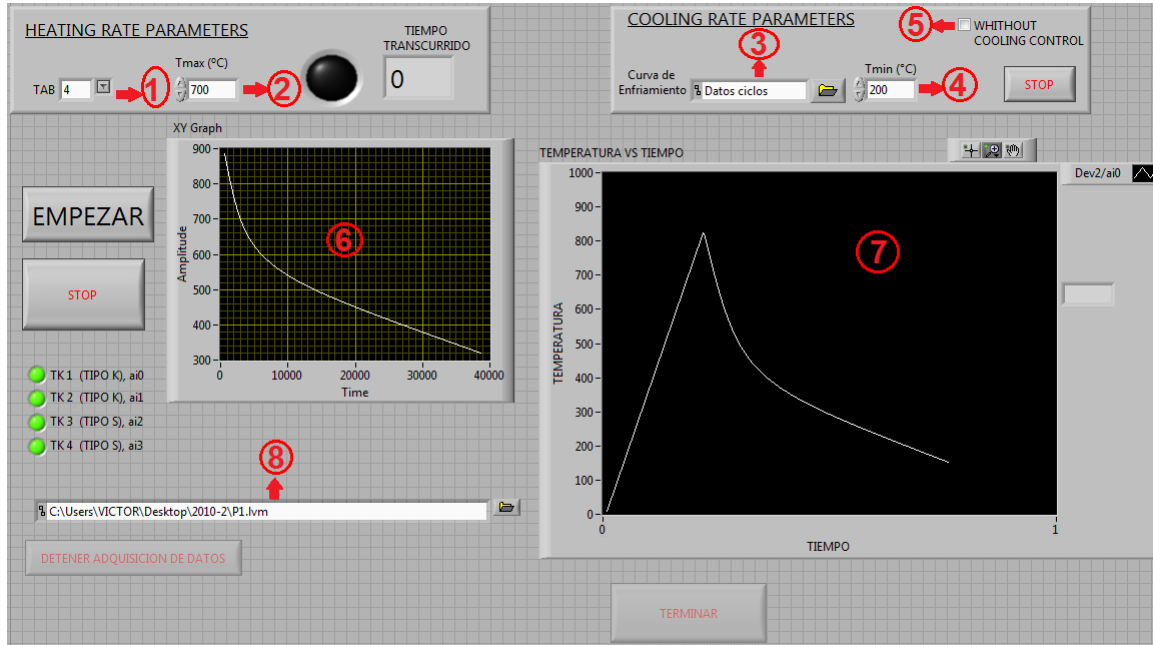 HEATING RATE PARAMETERS
TIEMPO
TRANSCURRIDO
0
TAB 4
1
Tmax (°C)
700
2
COOLING RATE PARAMETERS
3
Curva de
Enfriamiento
Datos ciclos
Tmin (°C)
200
4
5
WHITHOUT
COOLING CONTROL
STOP
EMPEZAR
STOP
XY Graph
Amplitude
900
800
700
600
500
400
300
6
0 10000 20000 30000 40000
Time
TK 1 (TIPO K), ai0
TK 2 (TIPO K), ai1
TK 3 (TIPO S), ai2
TK 4 (TIPO S), ai3
8
C:\Users\VICTOR\Desktop\2010-2\P1.lvm
DETENER ADQUISICION DE DATOS
TEMPERATURA VS TIEMPO
Dev2/ai0
TEMPERATURA
1000
900
800
700
600
500
400
300
200
100
0
7
0 1
TIEMPO
TERMINAR